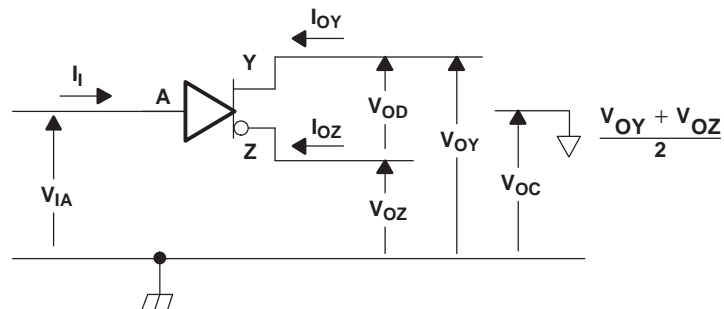 I_OY
I_I
A
Y
Z
I_OZ
V_OD
V_OY
V_OZ
V_IA
V_OC
V_OY + V_OZ
2